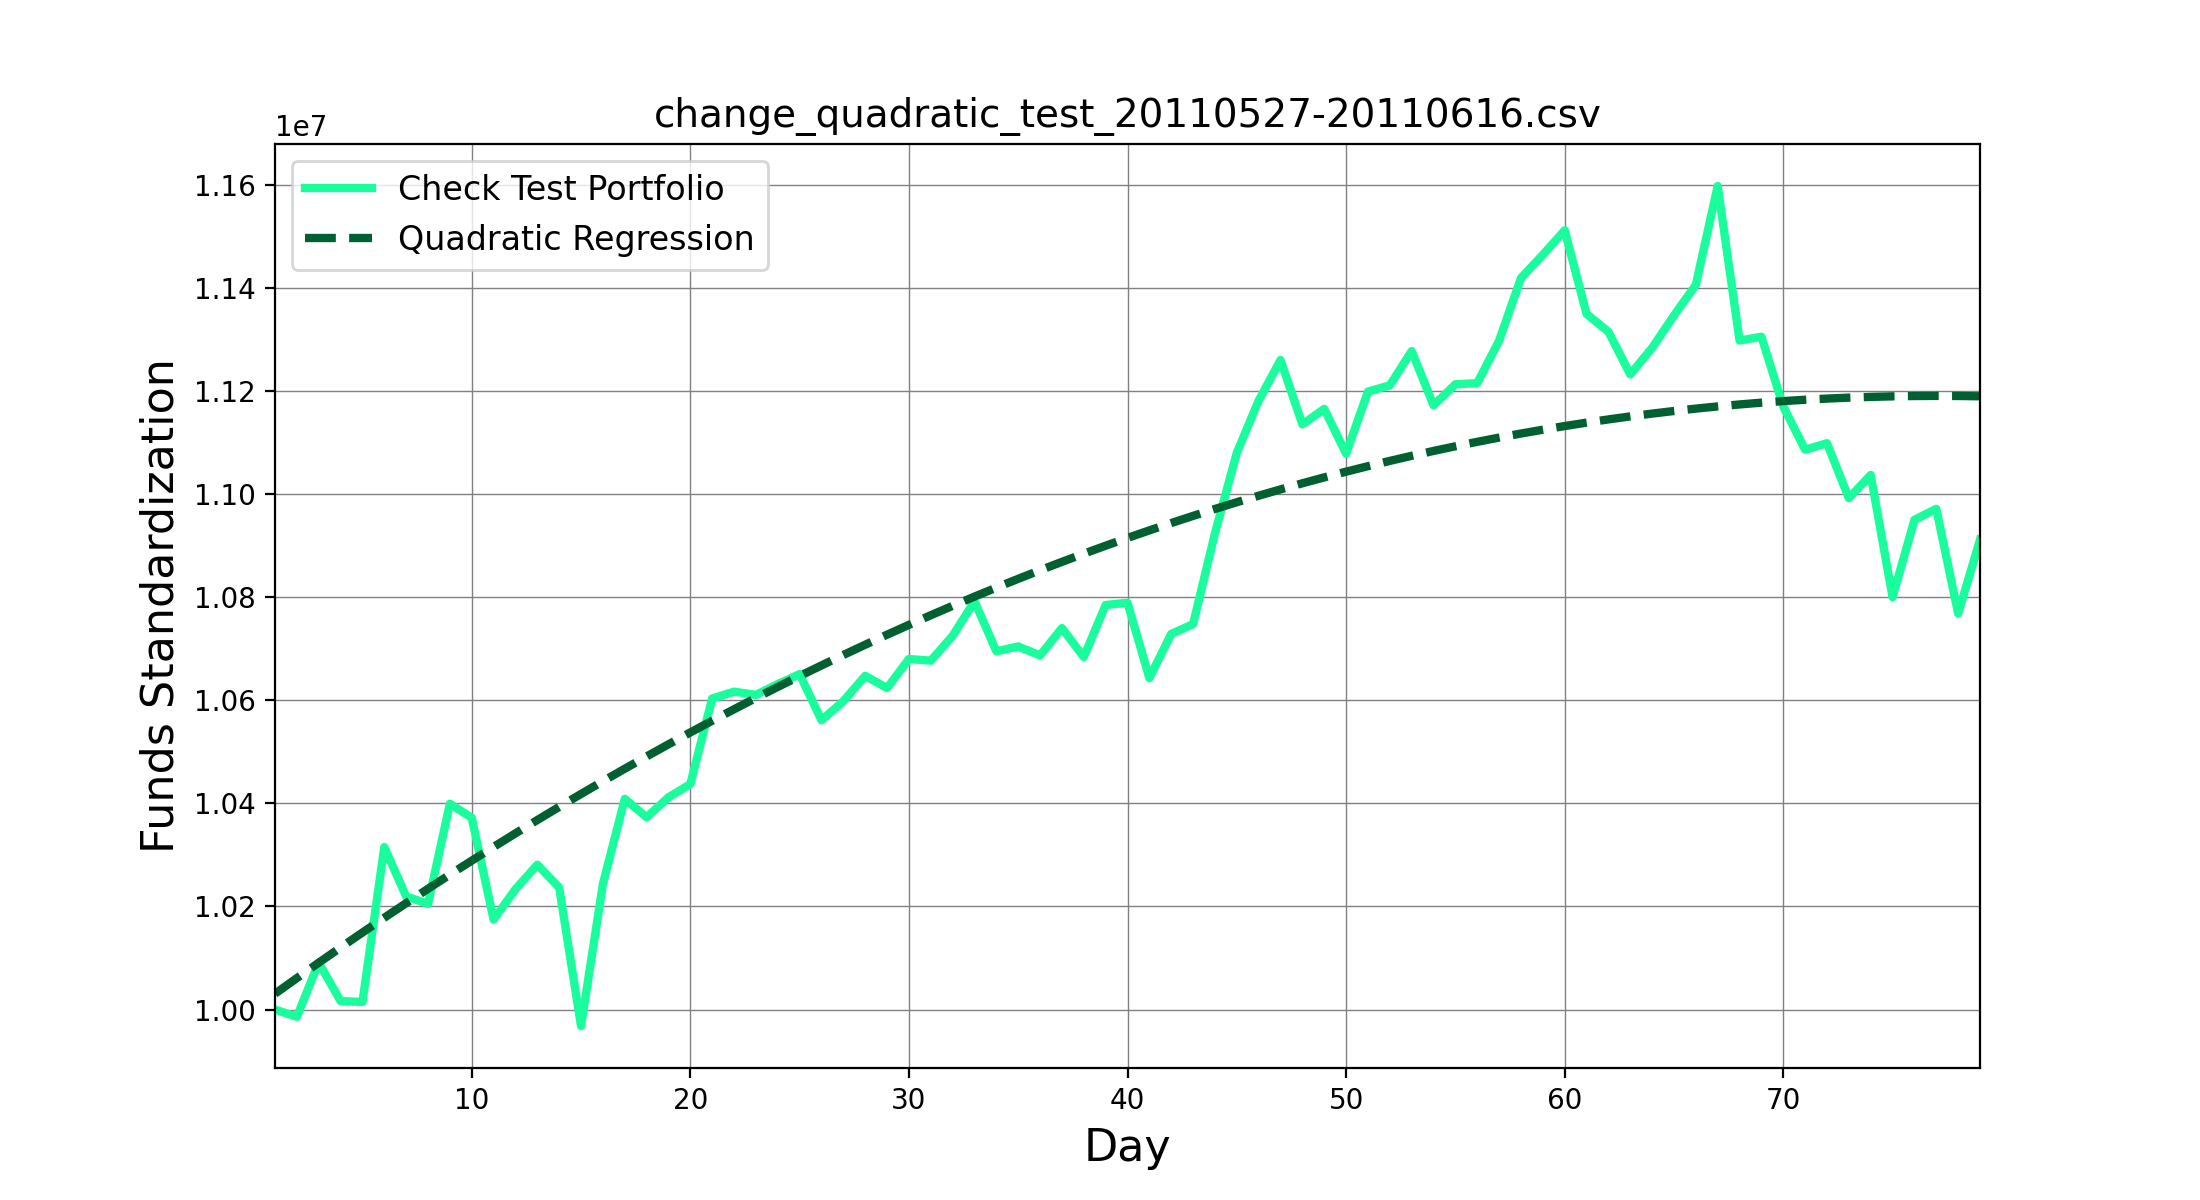 change_quadratic_test_20110527-20110616.csv
1e7
Check Test Portfolio
Quadratic Regression
1.16
1.14
1.12
1.10
1.08
1.06
1.04
1.02
1.00
Funds Standardization
10 20 30 40 50 60 70
Day